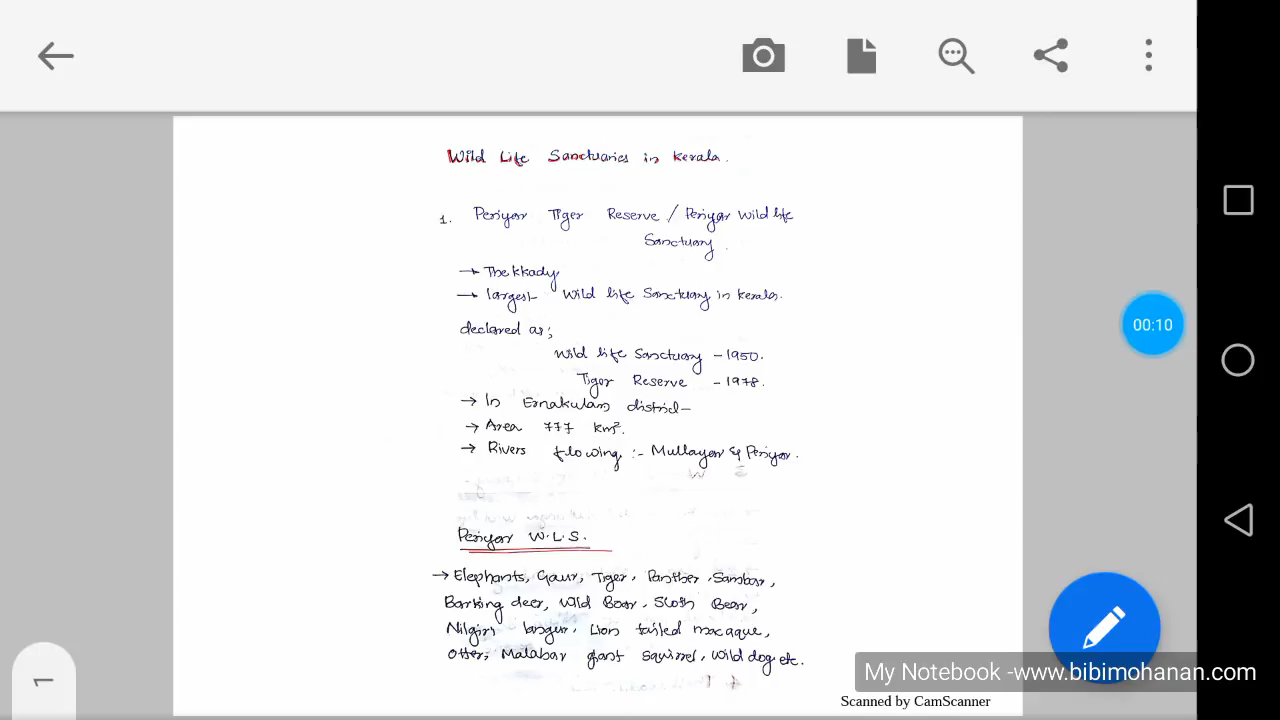 Wild Life Sanctuaries in Kerala.
1. Periyar Tiger Reserve / Periyar Wild life
Sanctuary.
→ Thekkady
→ largest Wild life Sanctuary in Kerala.
declared as;
Wild life Sanctuary - 1950.
Tiger Reserve - 1978.
→ In Ernakulam district
→ Area 777 km².
→ Rivers flowing :- Mullayar & Periyar.
00:10
Periyar W.L.S.
→ Elephants, Gaur, Tiger, Panther, Sambar,
Barking deer, Wild Boar, Sloth Bear,
Nilgiri langur, Lion tailed macaque,
Otter, Malabar giant squirrel, Wild dog etc.
1
My Notebook -www.bibimohanan.com
Scanned by CamScanner